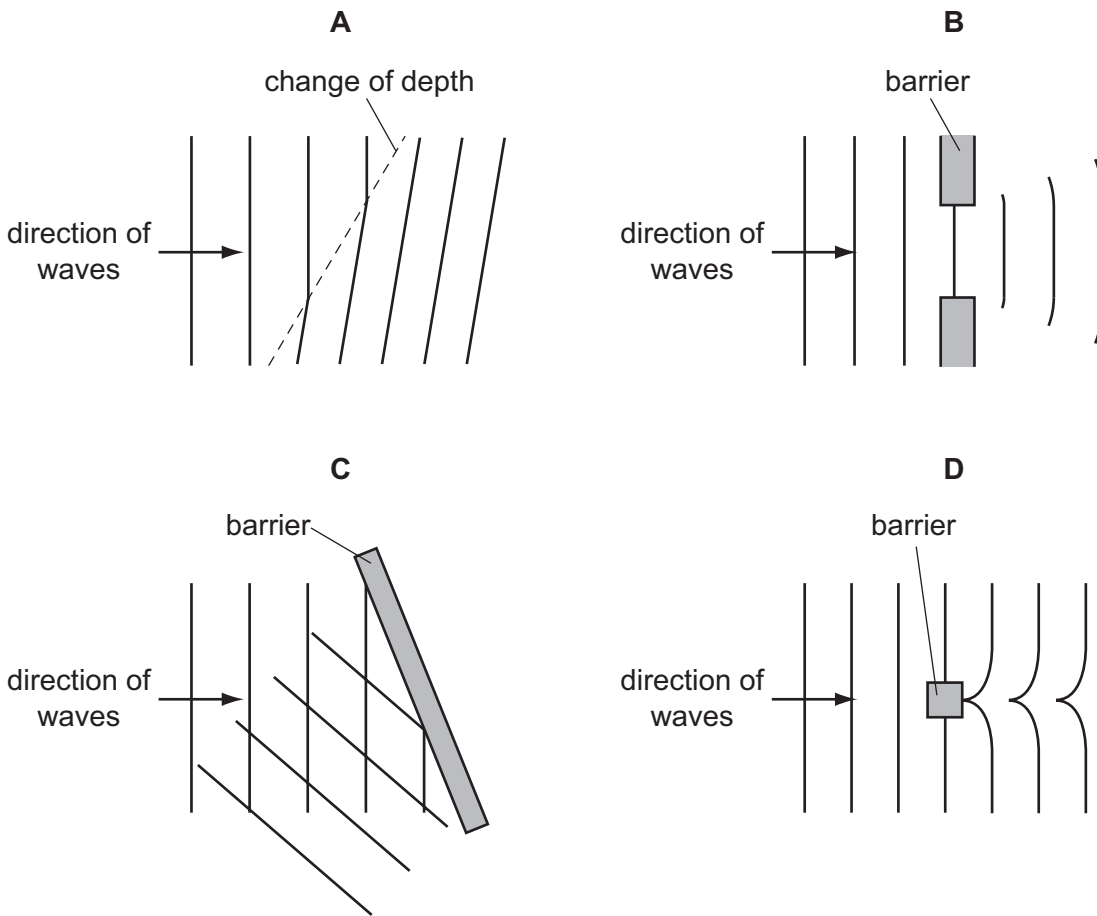 A
change of depth
direction of
waves
B
barrier
direction of
waves
C
barrier
direction of
waves
D
barrier
direction of
waves